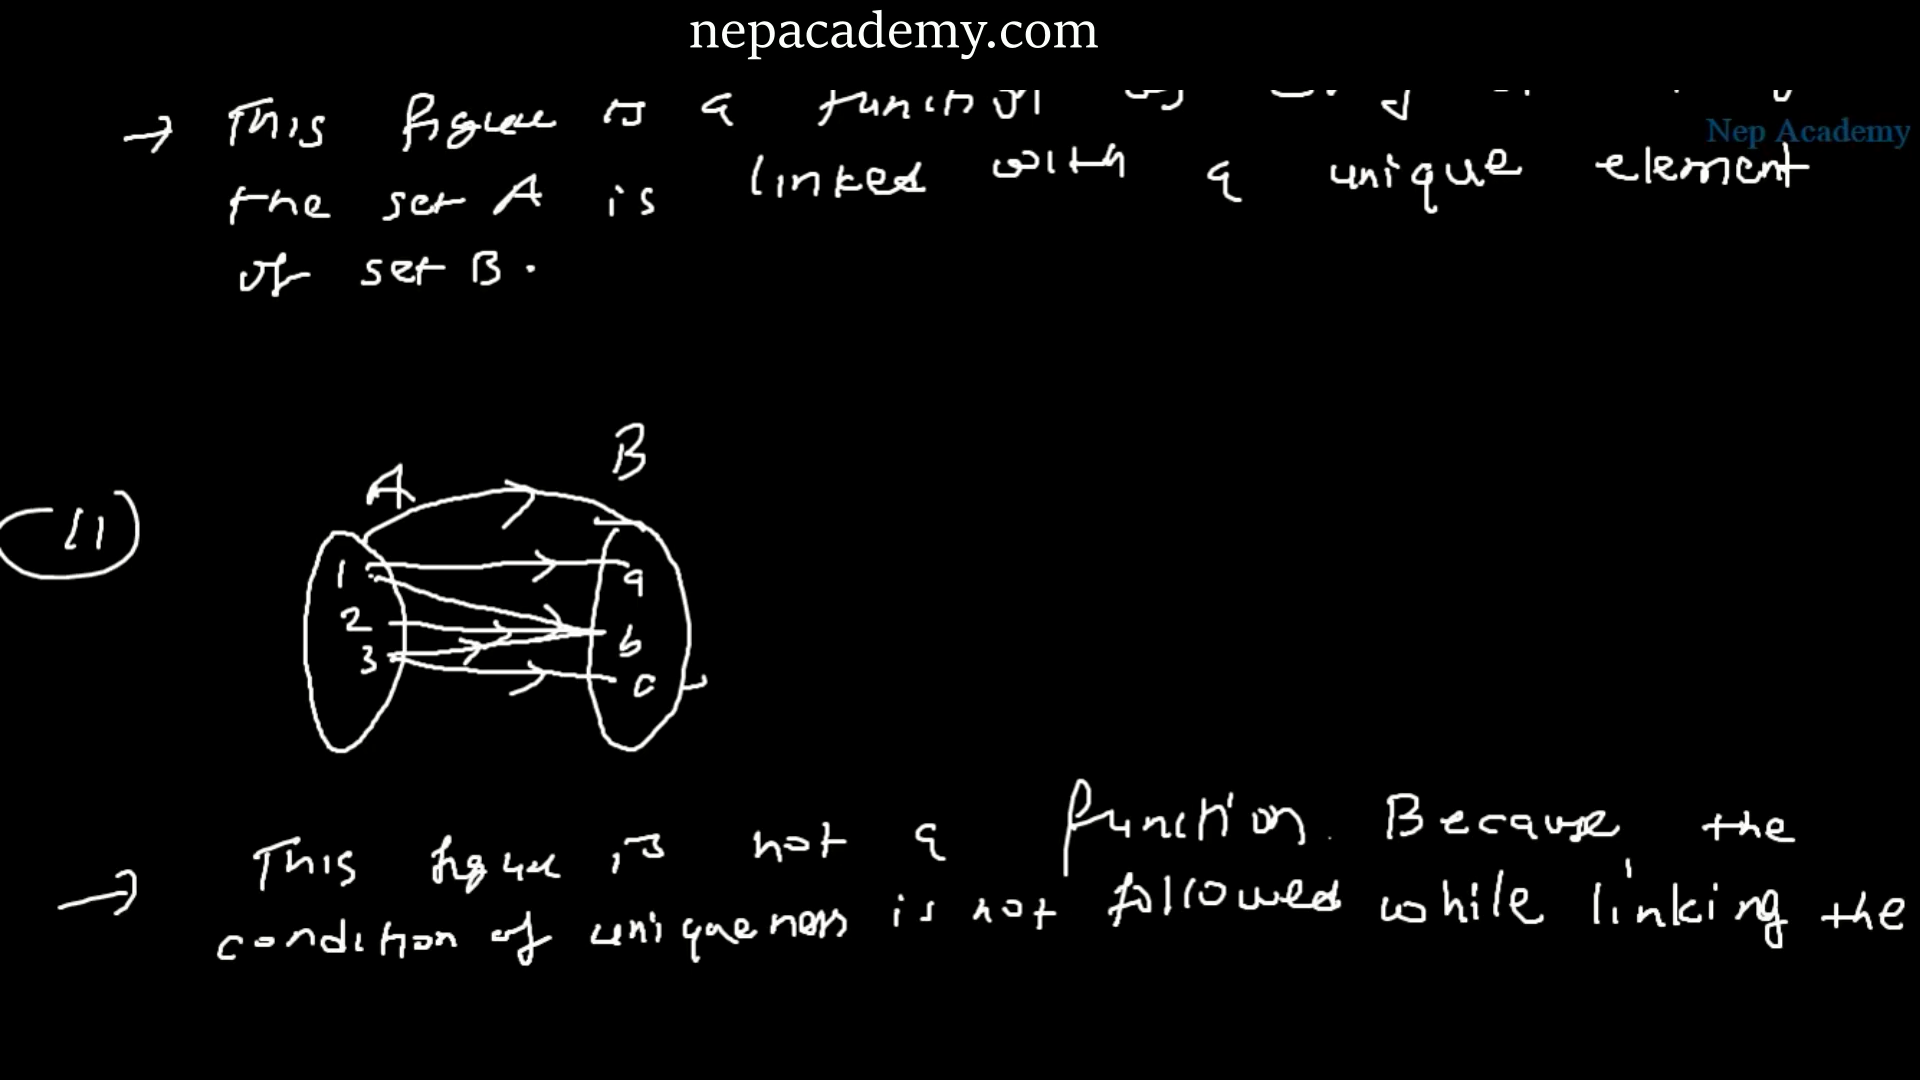 nepacademy.com
→ This figure is a function as
Nep Academy
the set A is linked with a unique element
of set B.
A B
(ii)
1 a
2 b
3 c
→ This figure is not a function. Because the
condition of uniqueness is not followed while linking the